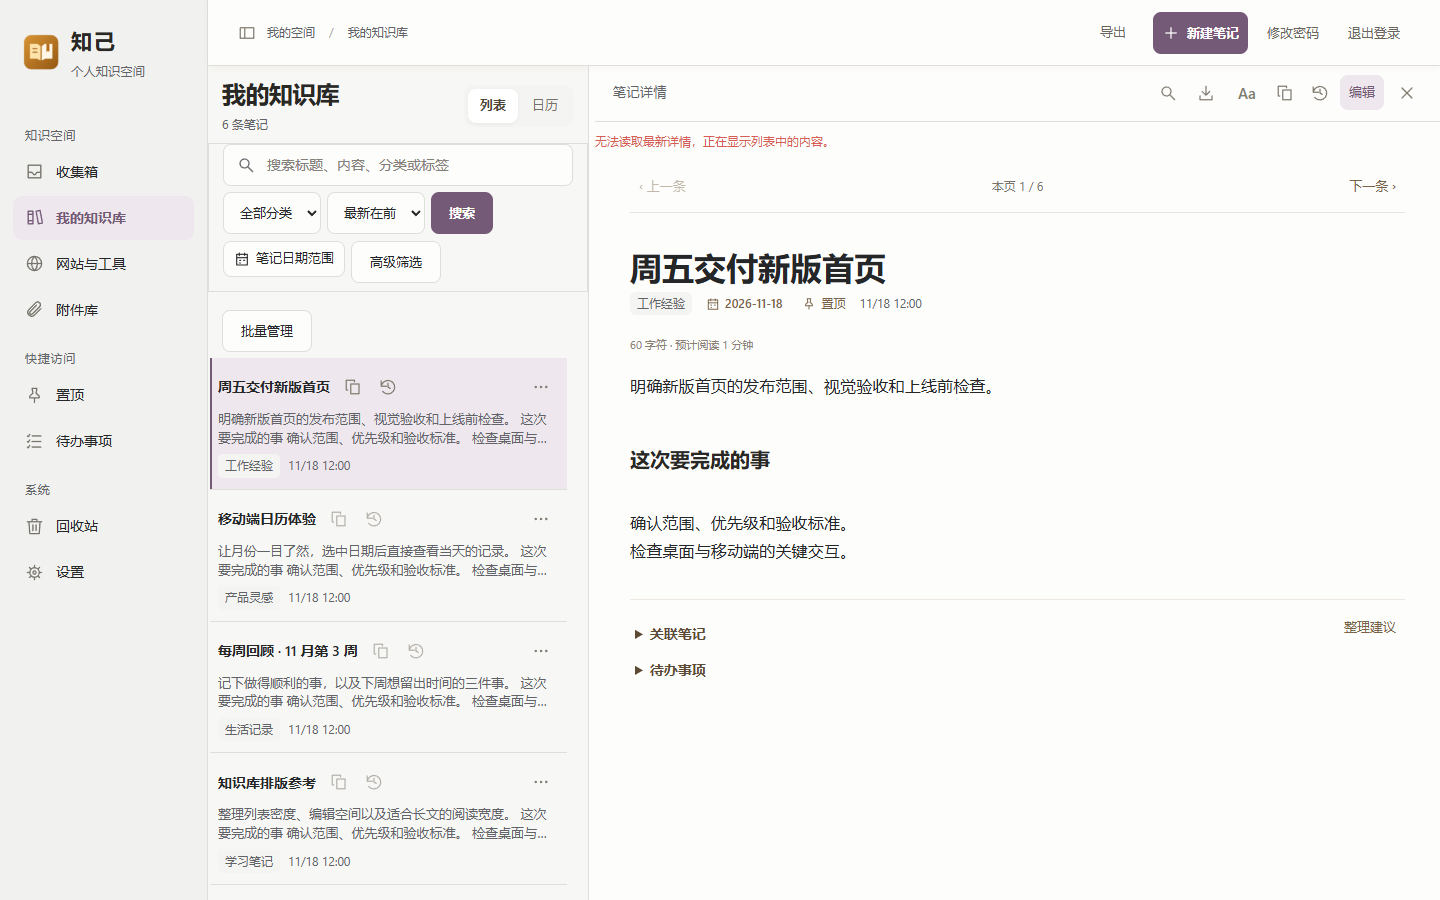 知己
个人知识空间
知识空间
收集箱
我的知识库
网站与工具
附件库
快捷访问
置顶
待办事项
系统
回收站
设置
我的空间 / 我的知识库
导出
新建笔记
修改密码
退出登录
我的知识库
6 条笔记
列表
日历
搜索标题、内容、分类或标签
全部分类
最新在前
搜索
笔记日期范围
高级筛选
批量管理
周五交付新版首页
明确新版首页的发布范围、视觉验收和上线前检查。 这次
要完成的事 确认范围、优先级和验收标准。 检查桌面与...
工作经验 11/18 12:00
移动端日历体验
让月份一目了然，选中日期后直接查看当天的记录。 这次
要完成的事 确认范围、优先级和验收标准。 检查桌面与...
产品灵感 11/18 12:00
每周回顾 · 11 月第 3 周
记下做得顺利的事，以及下周想留出时间的三件事。 这次
要完成的事 确认范围、优先级和验收标准。 检查桌面与...
生活记录 11/18 12:00
知识库排版参考
整理列表密度、编辑空间以及适合长文的阅读宽度。 这次
要完成的事 确认范围、优先级和验收标准。 检查桌面与...
学习笔记 11/18 12:00
笔记详情
Aa
编辑
无法读取最新详情，正在显示列表中的内容。
‹ 上一条
本页 1 / 6
下一条 ›
周五交付新版首页
工作经验 2026-11-18 置顶 11/18 12:00
60 字符 · 预计阅读 1 分钟
明确新版首页的发布范围、视觉验收和上线前检查。
这次要完成的事
确认范围、优先级和验收标准。
检查桌面与移动端的关键交互。
整理建议
关联笔记
待办事项